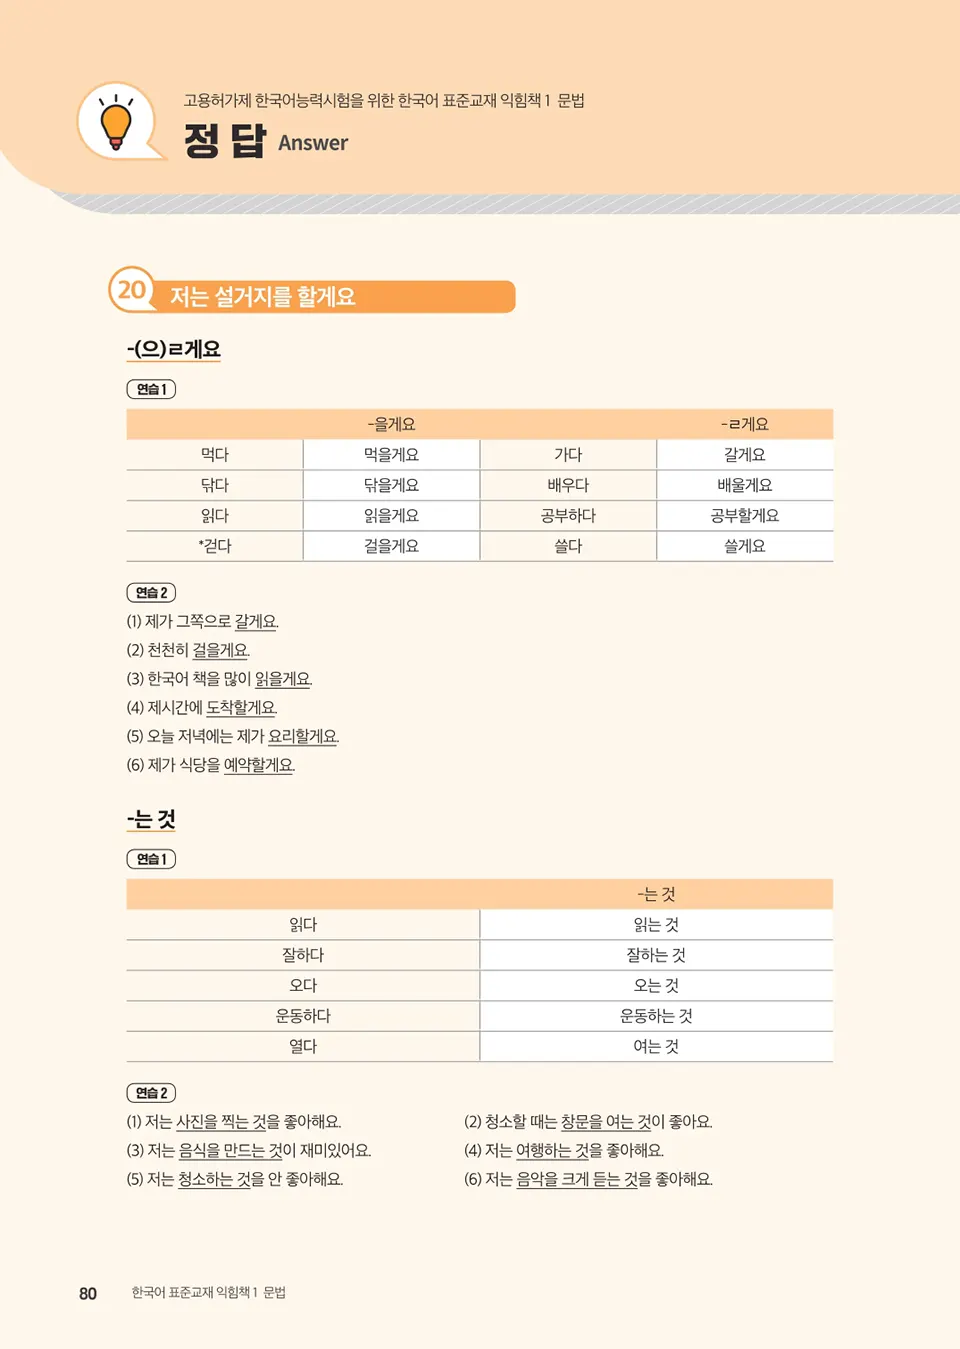 고용허가제 한국어능력시험을 위한 한국어 표준교재 익힘책 1 문법
정답 Answer
20 저는 설거지를 할게요
-(으)ㄹ게요
연습 1
-을게요 -ㄹ게요
먹다 먹을게요 가다 갈게요
닦다 닦을게요 배우다 배울게요
읽다 읽을게요 공부하다 공부할게요
*걷다 걸을게요 쓸다 쓸게요
연습 2
(1) 제가 그쪽으로 갈게요.
(2) 천천히 걸을게요.
(3) 한국어 책을 많이 읽을게요.
(4) 제시간에 도착할게요.
(5) 오늘 저녁에는 제가 요리할게요.
(6) 제가 식당을 예약할게요.
-는 것
연습 1
-는 것
읽다 읽는 것
잘하다 잘하는 것
오다 오는 것
운동하다 운동하는 것
열다 여는 것
연습 2
(1) 저는 사진을 찍는 것을 좋아해요. (2) 청소할 때는 창문을 여는 것이 좋아요.
(3) 저는 음식을 만드는 것이 재미있어요. (4) 저는 여행하는 것을 좋아해요.
(5) 저는 청소하는 것을 안 좋아해요. (6) 저는 음악을 크게 듣는 것을 좋아해요.
80 한국어 표준교재 익힘책 1 문법